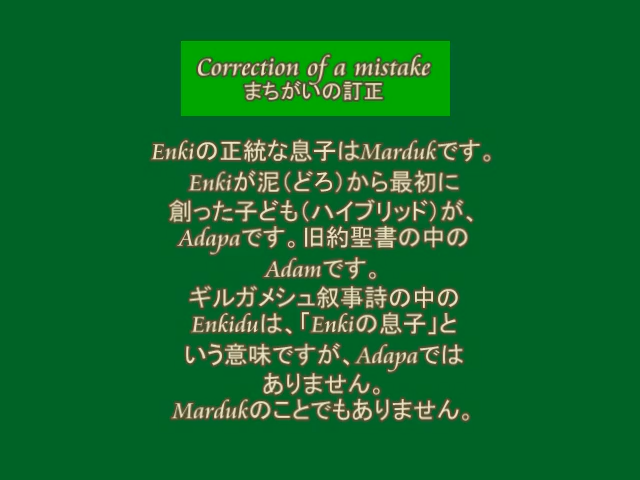 Correction of a mistake
まちがいの訂正
Enkiの正統な息子はMardukです。
Enkiが泥（どろ）から最初に
創った子ども（ハイブリッド）が、
Adapaです。旧約聖書の中の
Adamです。
ギルガメシュ叙事詩の中の
Enkiduは、「Enkiの息子」と
いう意味ですが、Adapaでは
ありません。
Mardukのことでもありません。